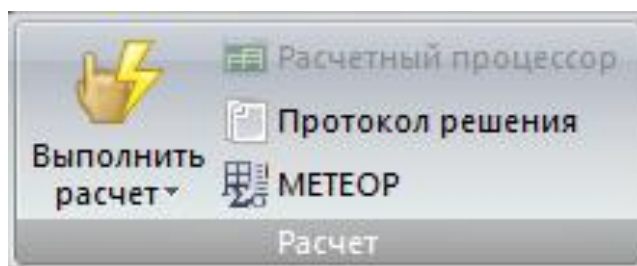 Выполнить
расчет
Расчетный процессор
Протокол решения
МЕТЕОР
Расчет